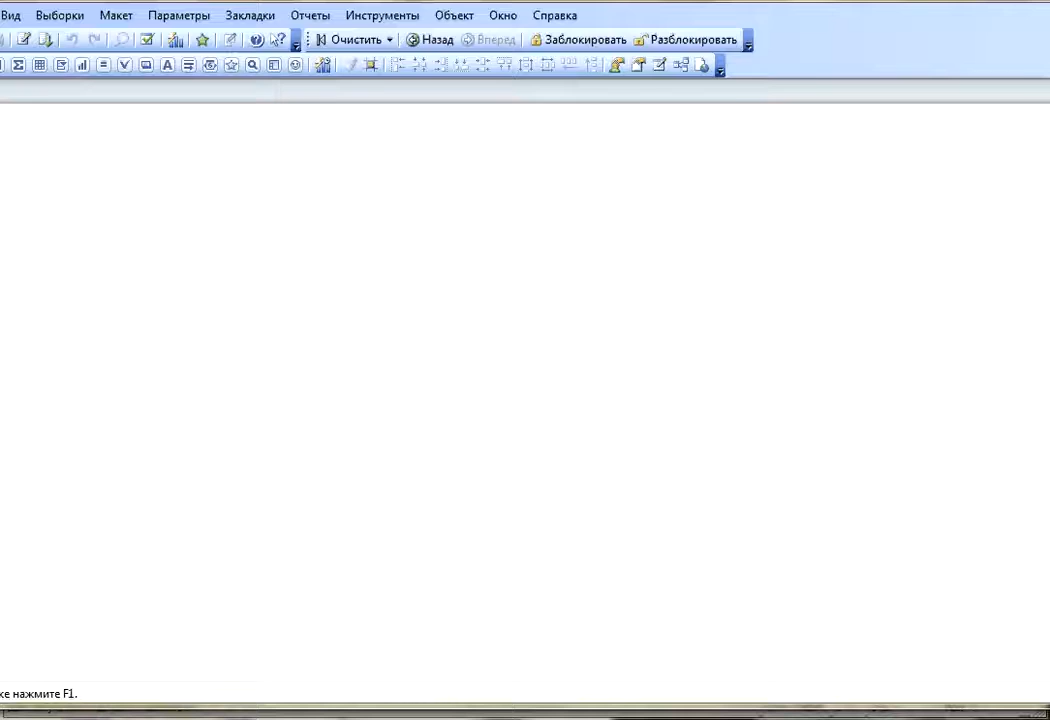 Вид Выборки Макет Параметры Закладки Отчеты Инструменты Объект Окно Справка
Очистить Назад Вперед Заблокировать Разблокировать
нажмите F1.